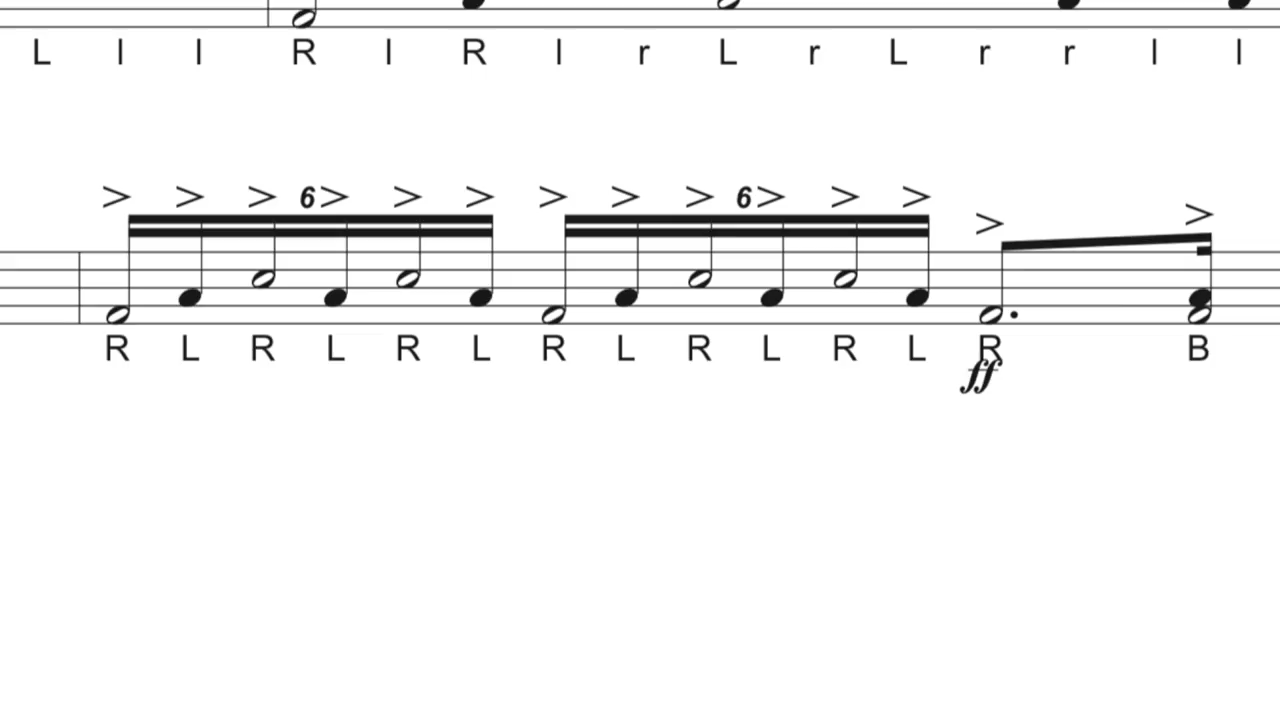 L l l R l R l r L r L r r l l
> > > 6 > > > > > > 6 > > > > >
R L R L R L R L R L R L R B
ff